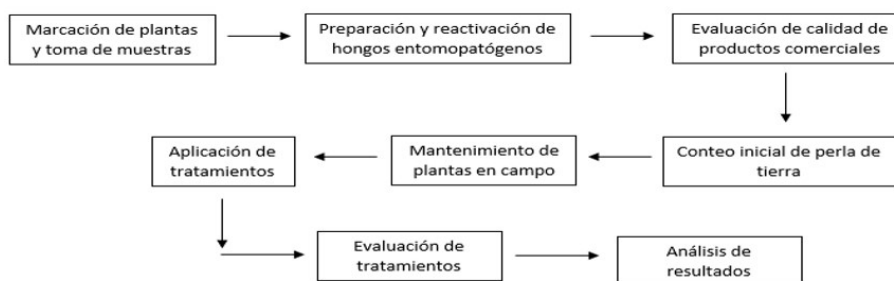 Marcación de plantas
y toma de muestras
Preparación y reactivación de
hongos entomopatógenos
Evaluación de calidad de
productos comerciales
Conteo inicial de perla de
tierra
Mantenimiento de
plantas en campo
Aplicación de
tratamientos
Evaluación de
tratamientos
Análisis de
resultados